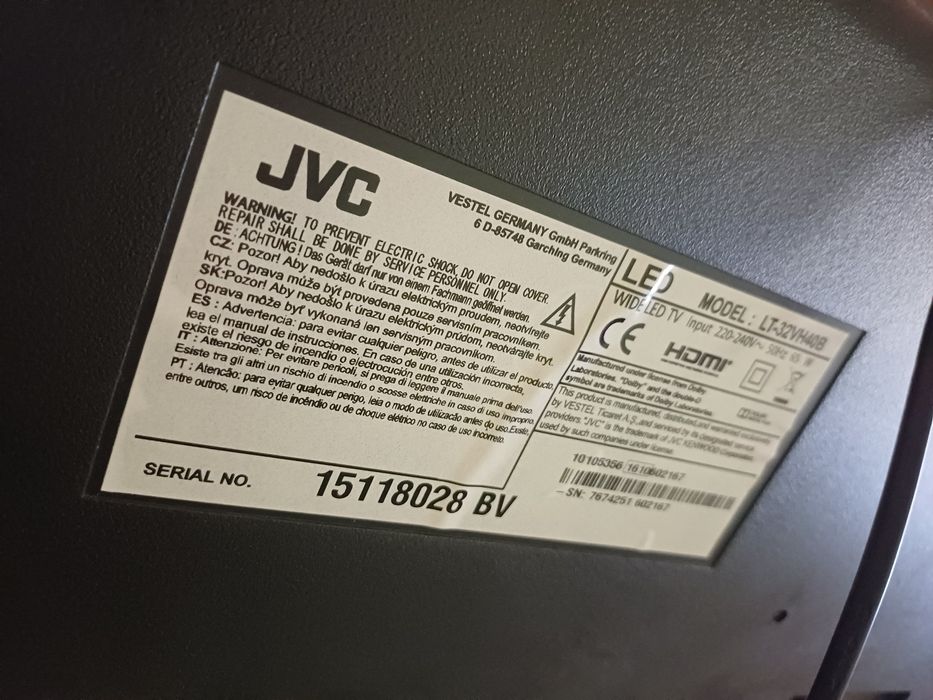 JVC
VESTEL GERMANY GmbH Parkring
6 D-85748 Garching Germany
WARNING! TO PREVENT ELECTRIC SHOCK, DO NOT OPEN COVER.
REPAIR SHALL BE DONE BY SERVICE PERSONNEL ONLY.
DE: ACHTUNG! Das Gerät darf nur von einem Fachmann geöffnet werden.
CZ: Pozor! Aby nedošlo k úrazu elektrickým proudem, neotvírejte
kryt. Oprava může být provedena pouze servisním pracovníkem.
SK:Pozor! Aby nedošlo k úrazu elektrickým prúdom, neotvárajte kryt.
Oprava môže byť vykonaná len servisným pracovníkom.
ES: Advertencia: para evitar cualquier peligro, antes de utilizar el producto,
lea el manual de instrucciones. En caso de una utilización incorrecta,
existe el riesgo de incendio o electrocución entre otros.
IT: Attenzione: Per evitare pericoli, si prega di leggere il manuale prima dell'uso.
Esiste tra gli altri un rischio di incendio o scosse elettriche in caso di uso improprio.
PT: Atencão: para evitar qualquer perigo, leia o modo de utilizacão antes do uso.Existe,
entre outros, um risco de incêndio ou de choque elétrico no caso de uso incorreto.
SERIAL NO. 15118028 BV
LED MODEL: LT-32VH40B
WIDE LED TV Input 220-240V~ 50Hz 65 W
CE HDMI
Manufactured under license from Dolby
Laboratories. "Dolby" and the double-D
symbol are trademarks of Dolby Laboratories.
This product is manufactured, distributed, and warranted exclusively
by VESTEL Ticaret A.S. and serviced by its designated service
providers. "JVC" is the trademark of JVC KENWOOD Corporation,
used by such companies under license.
10105356 1610602167
SN: 7674251 602167